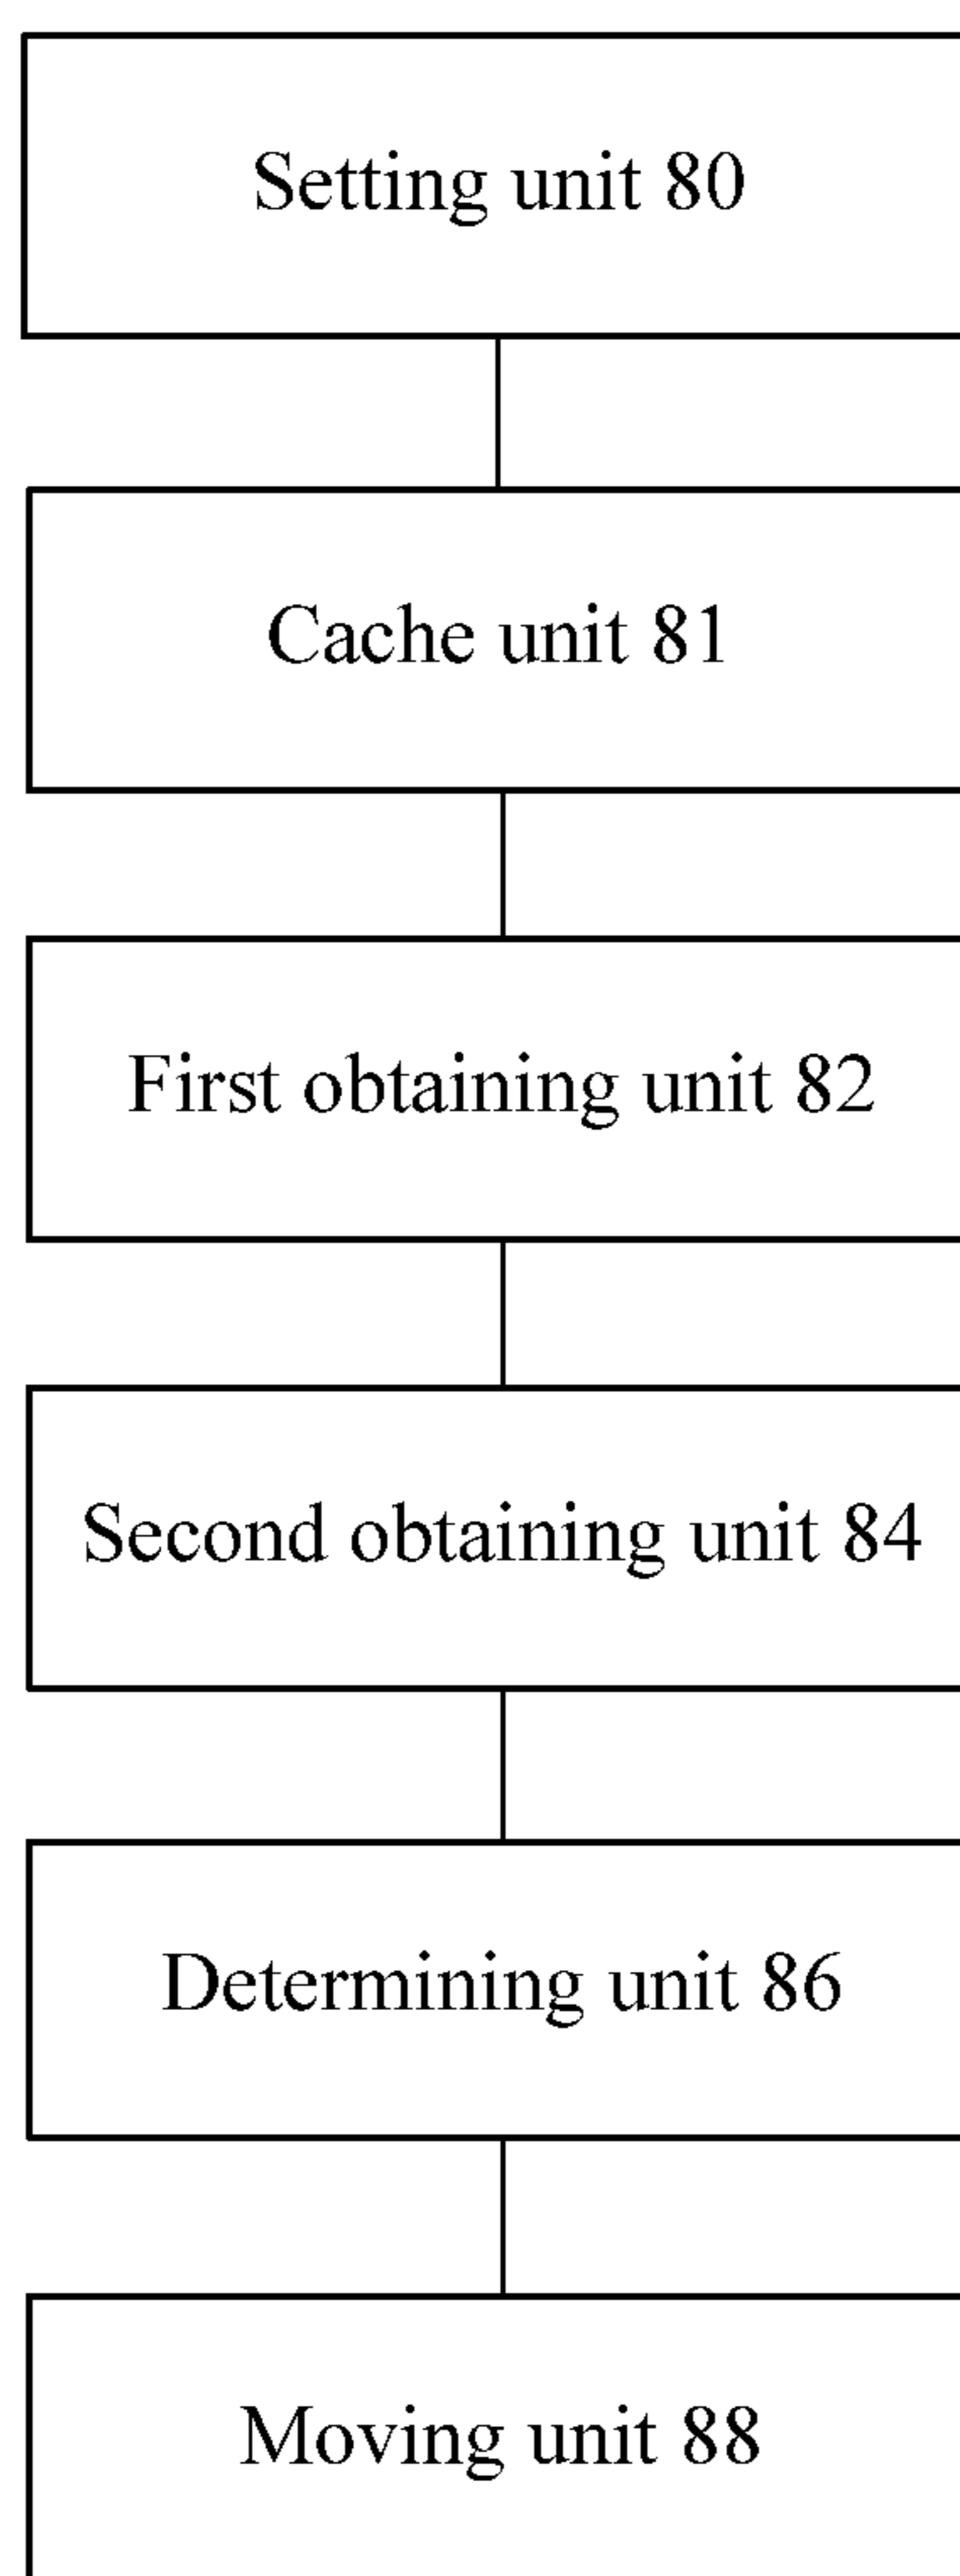 Setting unit 80
Cache unit 81
First obtaining unit 82
Second obtaining unit 84
Determining unit 86
Moving unit 88